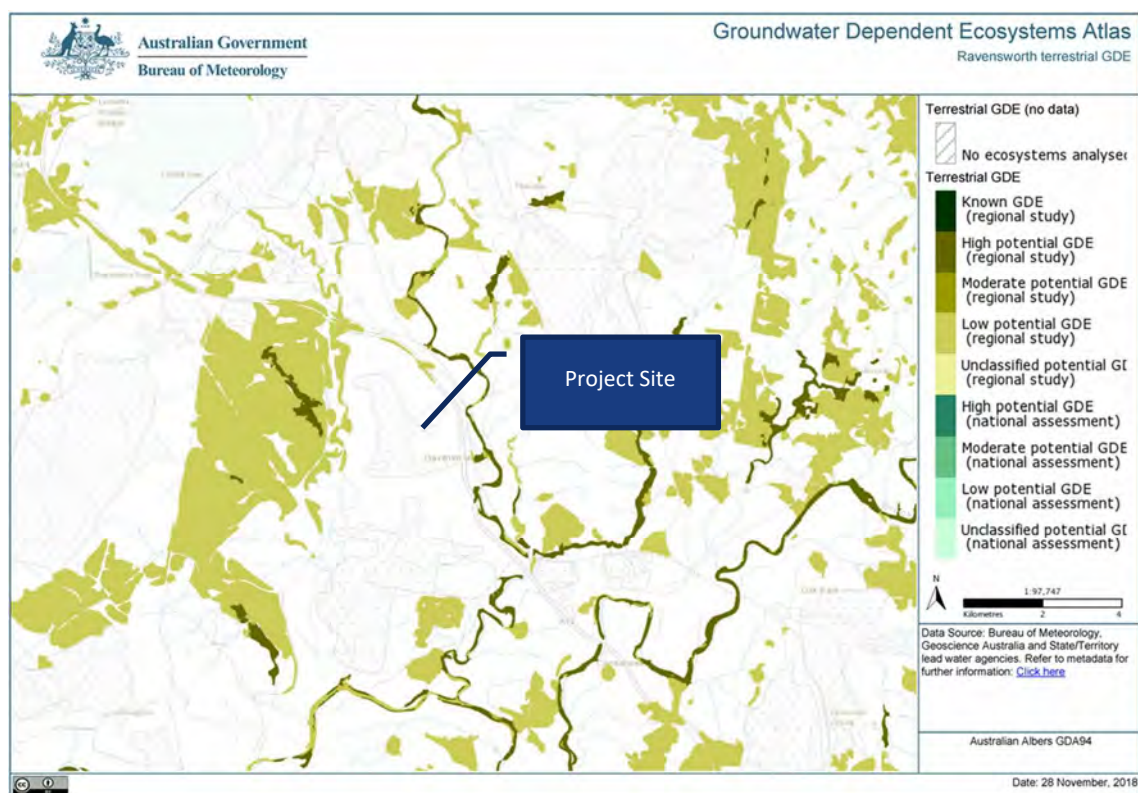 Australian Government
Bureau of Meteorology
Groundwater Dependent Ecosystems Atlas
Ravensworth terrestrial GDE
Project Site
Terrestrial GDE (no data)
No ecosystems analysed
Terrestrial GDE
Known GDE
(regional study)
High potential GDE
(regional study)
Moderate potential GDE
(regional study)
Low potential GDE
(regional study)
Unclassified potential GD
(regional study)
High potential GDE
(national assessment)
Moderate potential GDE
(national assessment)
Low potential GDE
(national assessment)
Unclassified potential GD
(national assessment)
N
1:97,747
Kilometres 2 4
Data Source: Bureau of Meteorology,
Geoscience Australia and State/Territory
lead water agencies. Refer to metadata for
further information: Click here
Australian Albers GDA94
Date: 28 November, 2018
cc